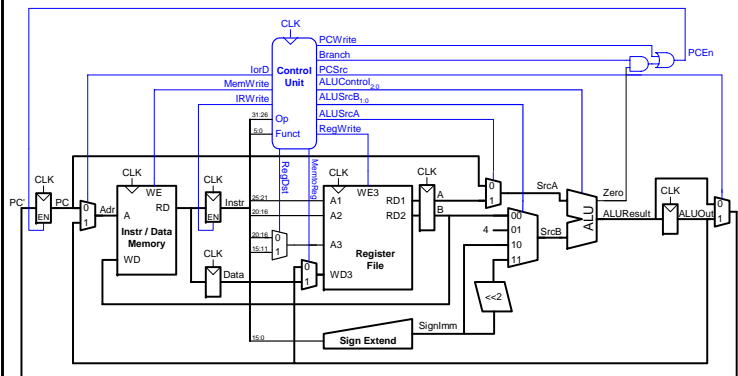 CLK
PCWrite
Branch
PCEn
IorD
Control
Unit
PCSrc
MemWrite
ALUControl2:0
IRWrite
ALUSrcB1:0
31:26
Op
ALUSrcA
5:0
Funct
RegWrite
RegDst
MemtoReg
CLK
CLK
CLK
CLK
CLK
CLK
PC'
PC
EN
0
1
Adr
WE
A
RD
Instr / Data
Memory
WD
EN
Instr
Data
25:21
20:16
20:16
15:11
0
1
0
1
A1
A2
A3
WD3
WE3
RD1
RD2
Register
File
A
B
0
1
4
00
01
10
11
SrcA
SrcB
ALU
Zero
ALUResult
ALUOut
0
1
<<2
15:0
Sign Extend
SignImm